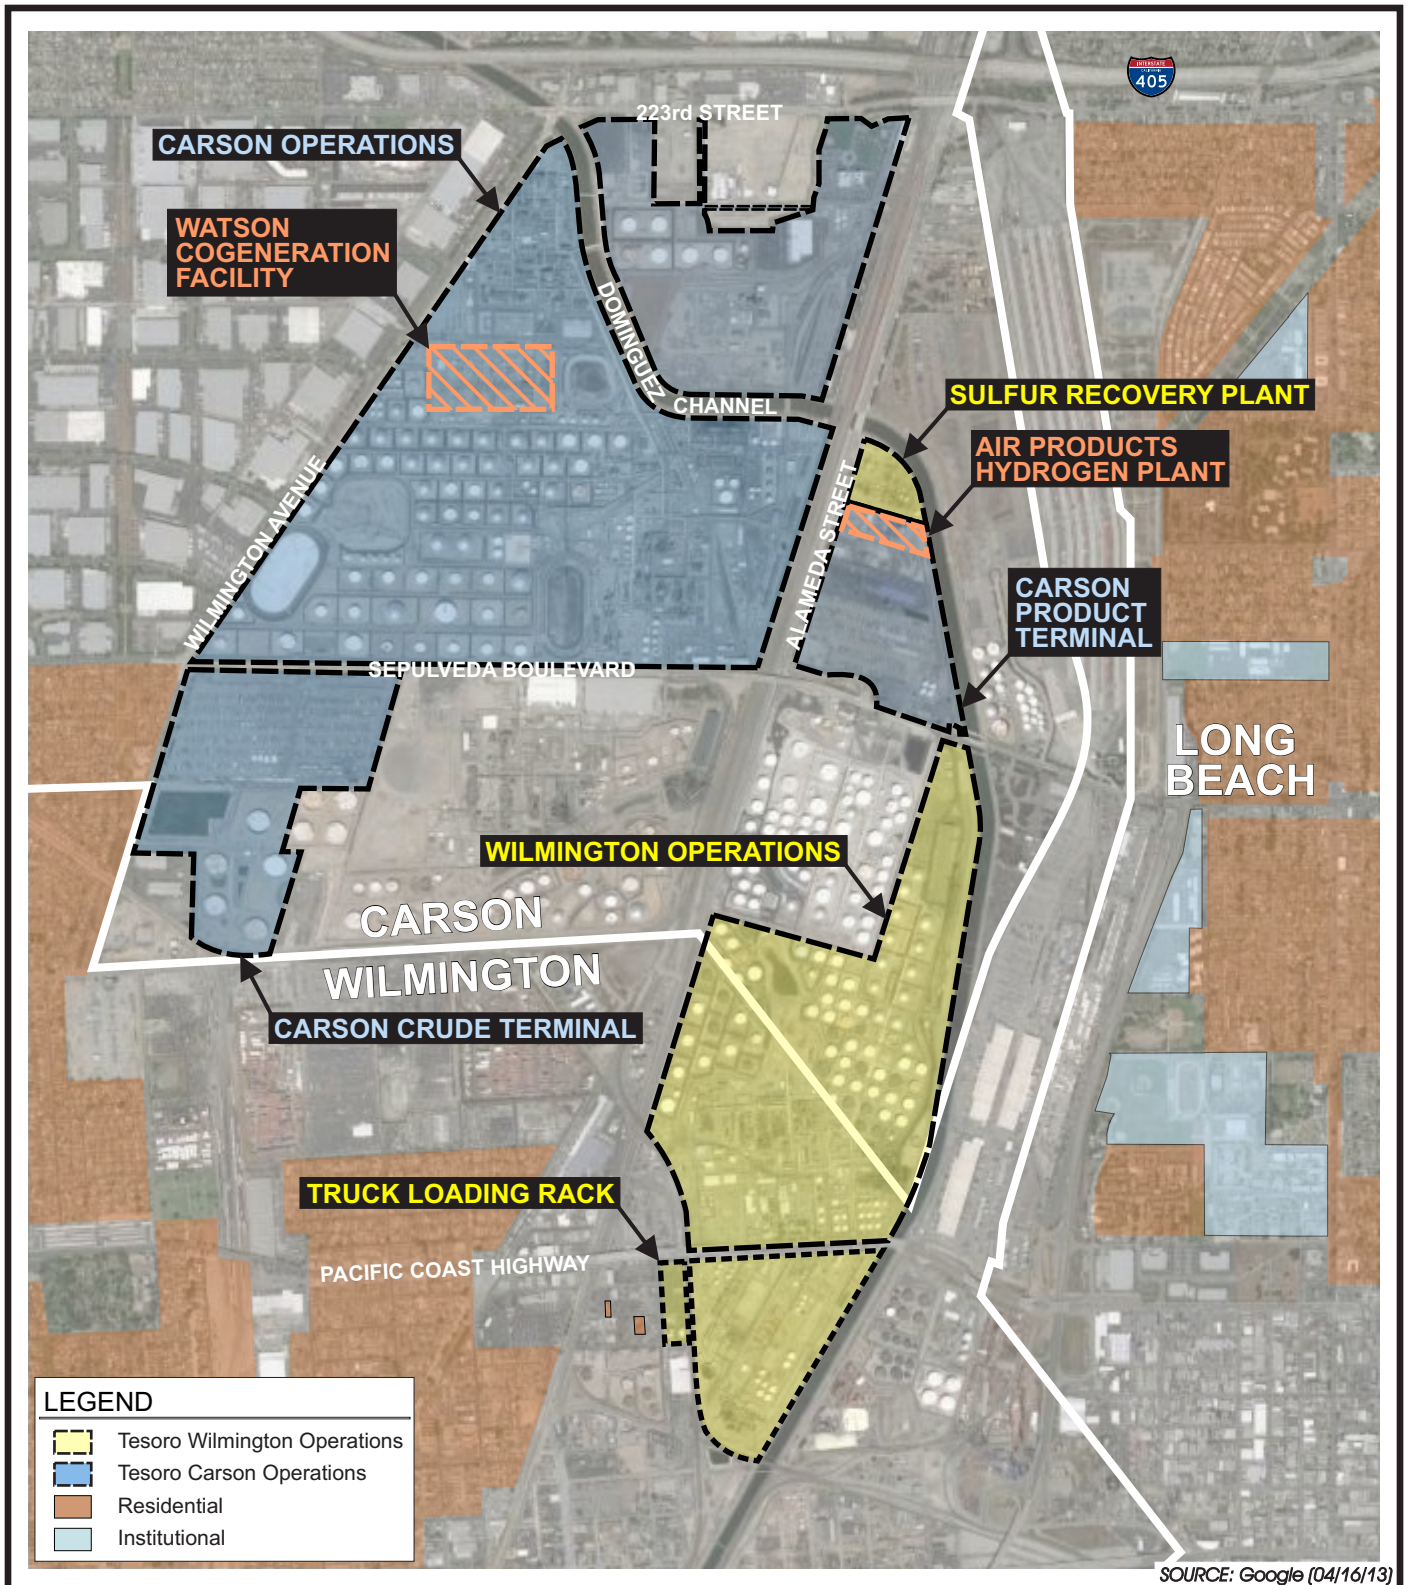 INTERSTATE
CALIFORNIA
405
223rd STREET
CARSON OPERATIONS
WATSON
COGENERATION
FACILITY
DOMINGUEZ
CHANNEL
SULFUR RECOVERY PLANT
AIR PRODUCTS
HYDROGEN PLANT
WILMINGTON AVENUE
ALAMEDA STREET
CARSON
PRODUCT
TERMINAL
SEPULVEDA BOULEVARD
LONG
BEACH
WILMINGTON OPERATIONS
CARSON
WILMINGTON
CARSON CRUDE TERMINAL
TRUCK LOADING RACK
PACIFIC COAST HIGHWAY
LEGEND
Tesoro Wilmington Operations
Tesoro Carson Operations
Residential
Institutional
SOURCE: Google (04/16/13)